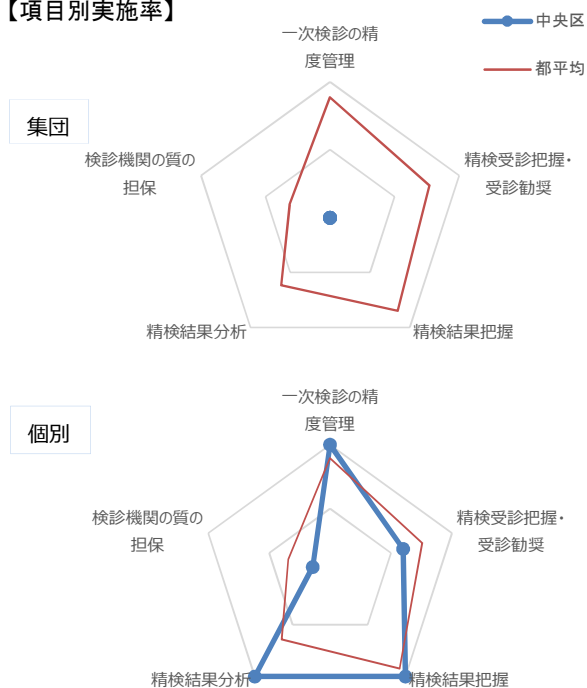 【項目別実施率】
中央区
都平均
集団
一次検診の精
度管理
精検受診把握・
受診勧奨
精検結果把握
精検結果分析
検診機関の質の
担保
個別
一次検診の精
度管理
精検受診把握・
受診勧奨
精検結果把握
精検結果分析
検診機関の質の
担保